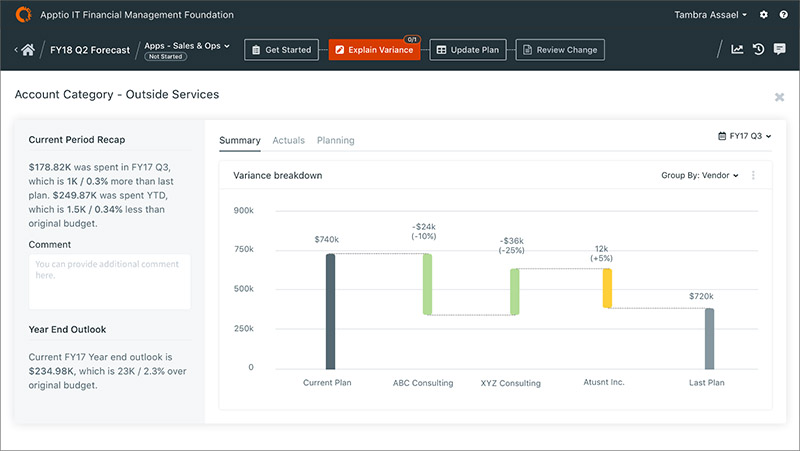 Apptio IT Financial Management Foundation
Tambra Assael
FY18 Q2 Forecast
Apps - Sales & Ops
Not Started
Get Started
Explain Variance
0/1
Update Plan
Review Change
Account Category - Outside Services
Current Period Recap
$178.82K was spent in FY17 Q3,
which is 1K / 0.3% more than last
plan. $249.87K was spent YTD,
which is 1.5K / 0.34% less than
original budget.
Comment
You can provide additional comment
here.
Year End Outlook
Current FY17 Year end outlook is
$234.98K, which is 23K / 2.3% over
original budget.
Summary
Actuals
Planning
FY17 Q3
Variance breakdown
Group By: Vendor
900k
750k
500k
250k
0
$740k
-$24k
(-10%)
-$36k
(-25%)
12k
(+5%)
$720k
Current Plan
ABC Consulting
XYZ Consulting
Atusnt Inc.
Last Plan